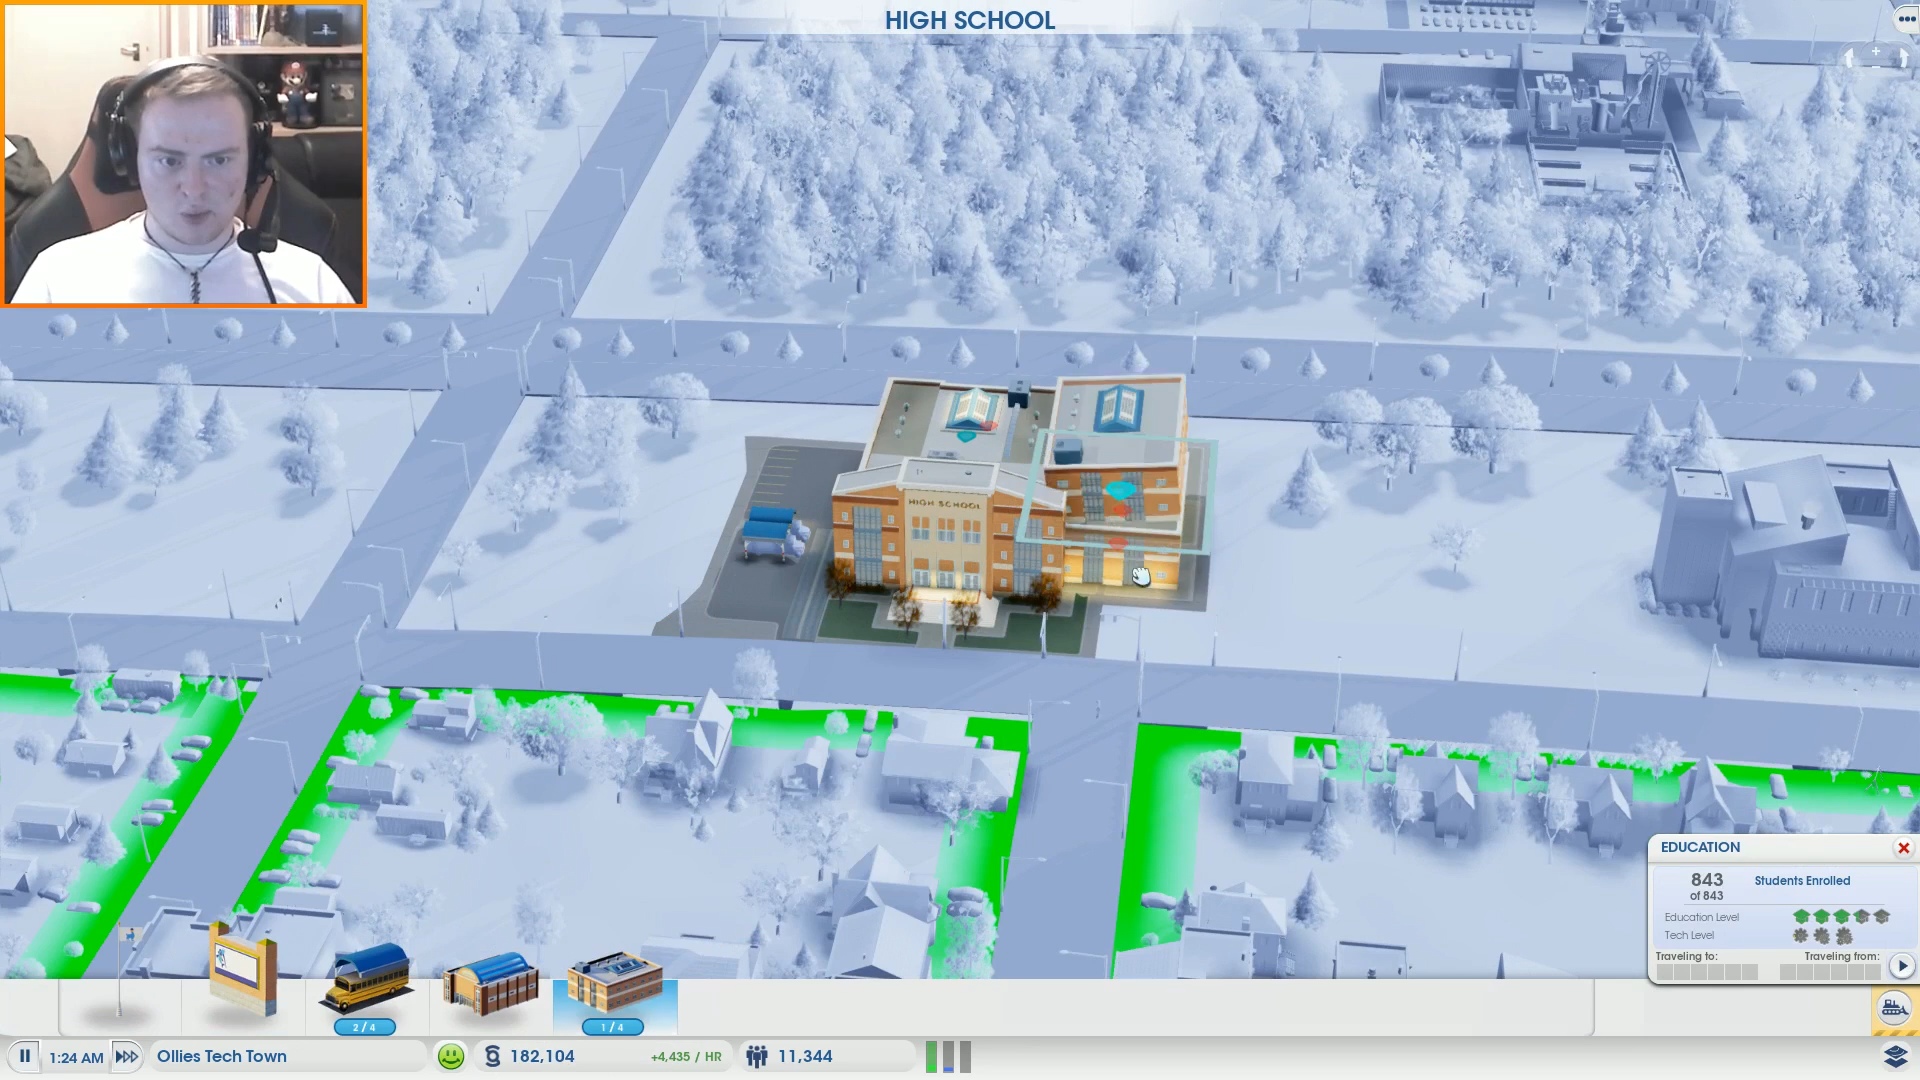 HIGH SCHOOL
HIGH SCHOOL
EDUCATION
843
of 843
Students Enrolled
Education Level
Tech Level
Traveling to:
Traveling from:
2 / 4
1 / 4
1:24 AM
Ollies Tech Town
182,104
+4,435 / HR
11,344